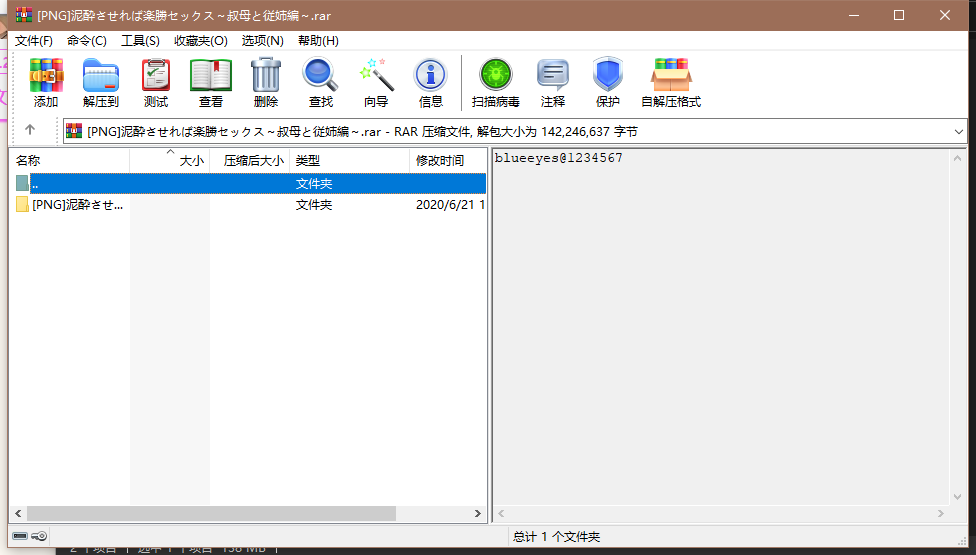 [PNG]泥酔させれば楽勝セックス～叔母と従姉編～.rar
文件(F) 命令(C) 工具(S) 收藏夹(O) 选项(N) 帮助(H)
添加 解压到 测试 查看 删除 查找 向导 信息 扫描病毒 注释 保护 自解压格式
[PNG]泥酔させれば楽勝セックス～叔母と従姉編～.rar - RAR 压缩文件, 解包大小为 142,246,637 字节
名称 大小 压缩后大小 类型 修改时间
.. 文件夹
[PNG]泥酔させ... 文件夹 2020/6/21 1
blueeyes@1234567
总计 1 个文件夹